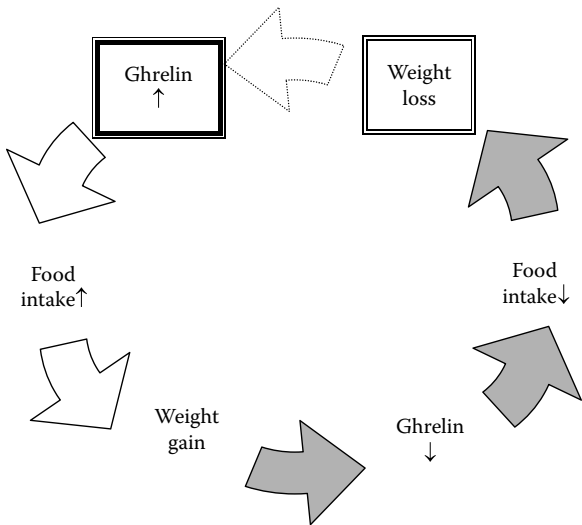 Ghrelin
↑
Weight
loss
Food
intake↑
Food
intake↓
Weight
gain
Ghrelin
↓